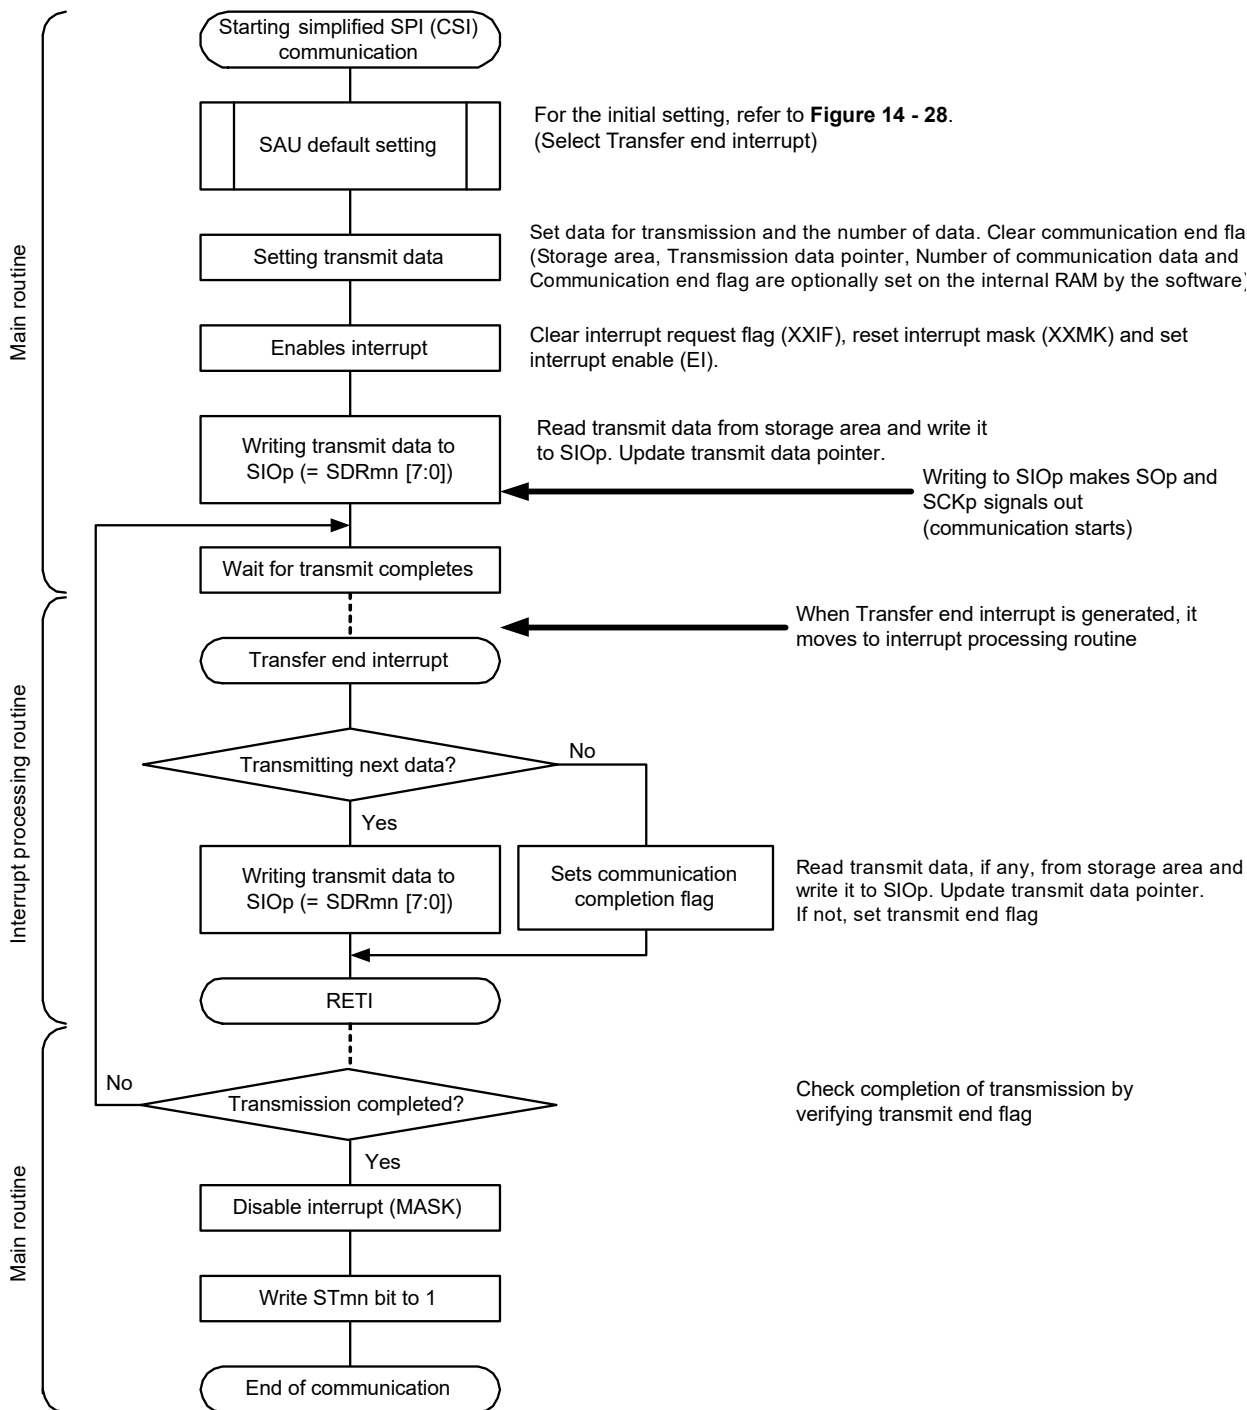 Starting simplified SPI (CSI)
communication
SAU default setting
For the initial setting, refer to Figure 14 - 28.
(Select Transfer end interrupt)
Main routine
Setting transmit data
Set data for transmission and the number of data. Clear communication end fla
(Storage area, Transmission data pointer, Number of communication data and
Communication end flag are optionally set on the internal RAM by the software)
Enables interrupt
Clear interrupt request flag (XXIF), reset interrupt mask (XXMK) and set
interrupt enable (EI).
Writing transmit data to
SIOp (= SDRmn [7:0])
Read transmit data from storage area and write it
to SIOp. Update transmit data pointer.
Writing to SIOp makes SOp and
SCKp signals out
(communication starts)
Wait for transmit completes
When Transfer end interrupt is generated, it
moves to interrupt processing routine
Transfer end interrupt
Interrupt processing routine
Transmitting next data?
No
Yes
Writing transmit data to
SIOp (= SDRmn [7:0])
Sets communication
completion flag
Read transmit data, if any, from storage area and
write it to SIOp. Update transmit data pointer.
If not, set transmit end flag
RETI
No
Transmission completed?
Check completion of transmission by
verifying transmit end flag
Yes
Main routine
Disable interrupt (MASK)
Write STmn bit to 1
End of communication